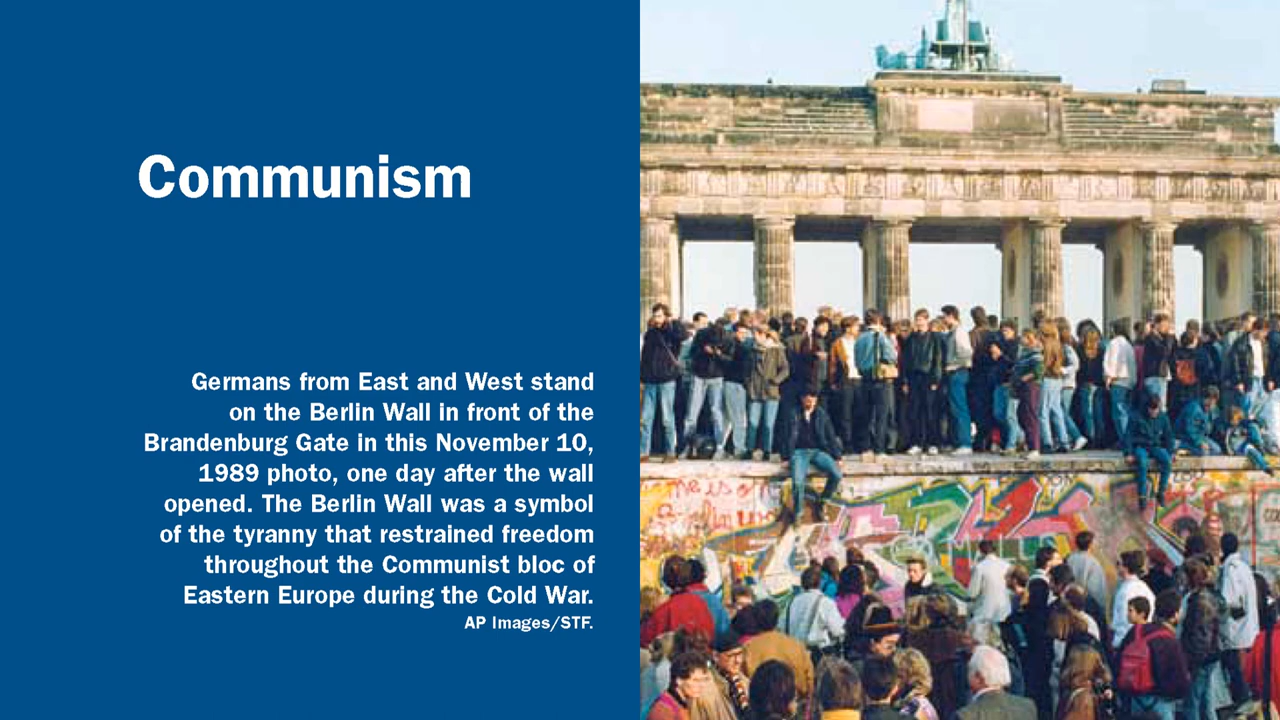 Communism
Germans from East and West stand
on the Berlin Wall in front of the
Brandenburg Gate in this November 10,
1989 photo, one day after the wall
opened. The Berlin Wall was a symbol
of the tyranny that restrained freedom
throughout the Communist bloc of
Eastern Europe during the Cold War.
AP Images/STF.